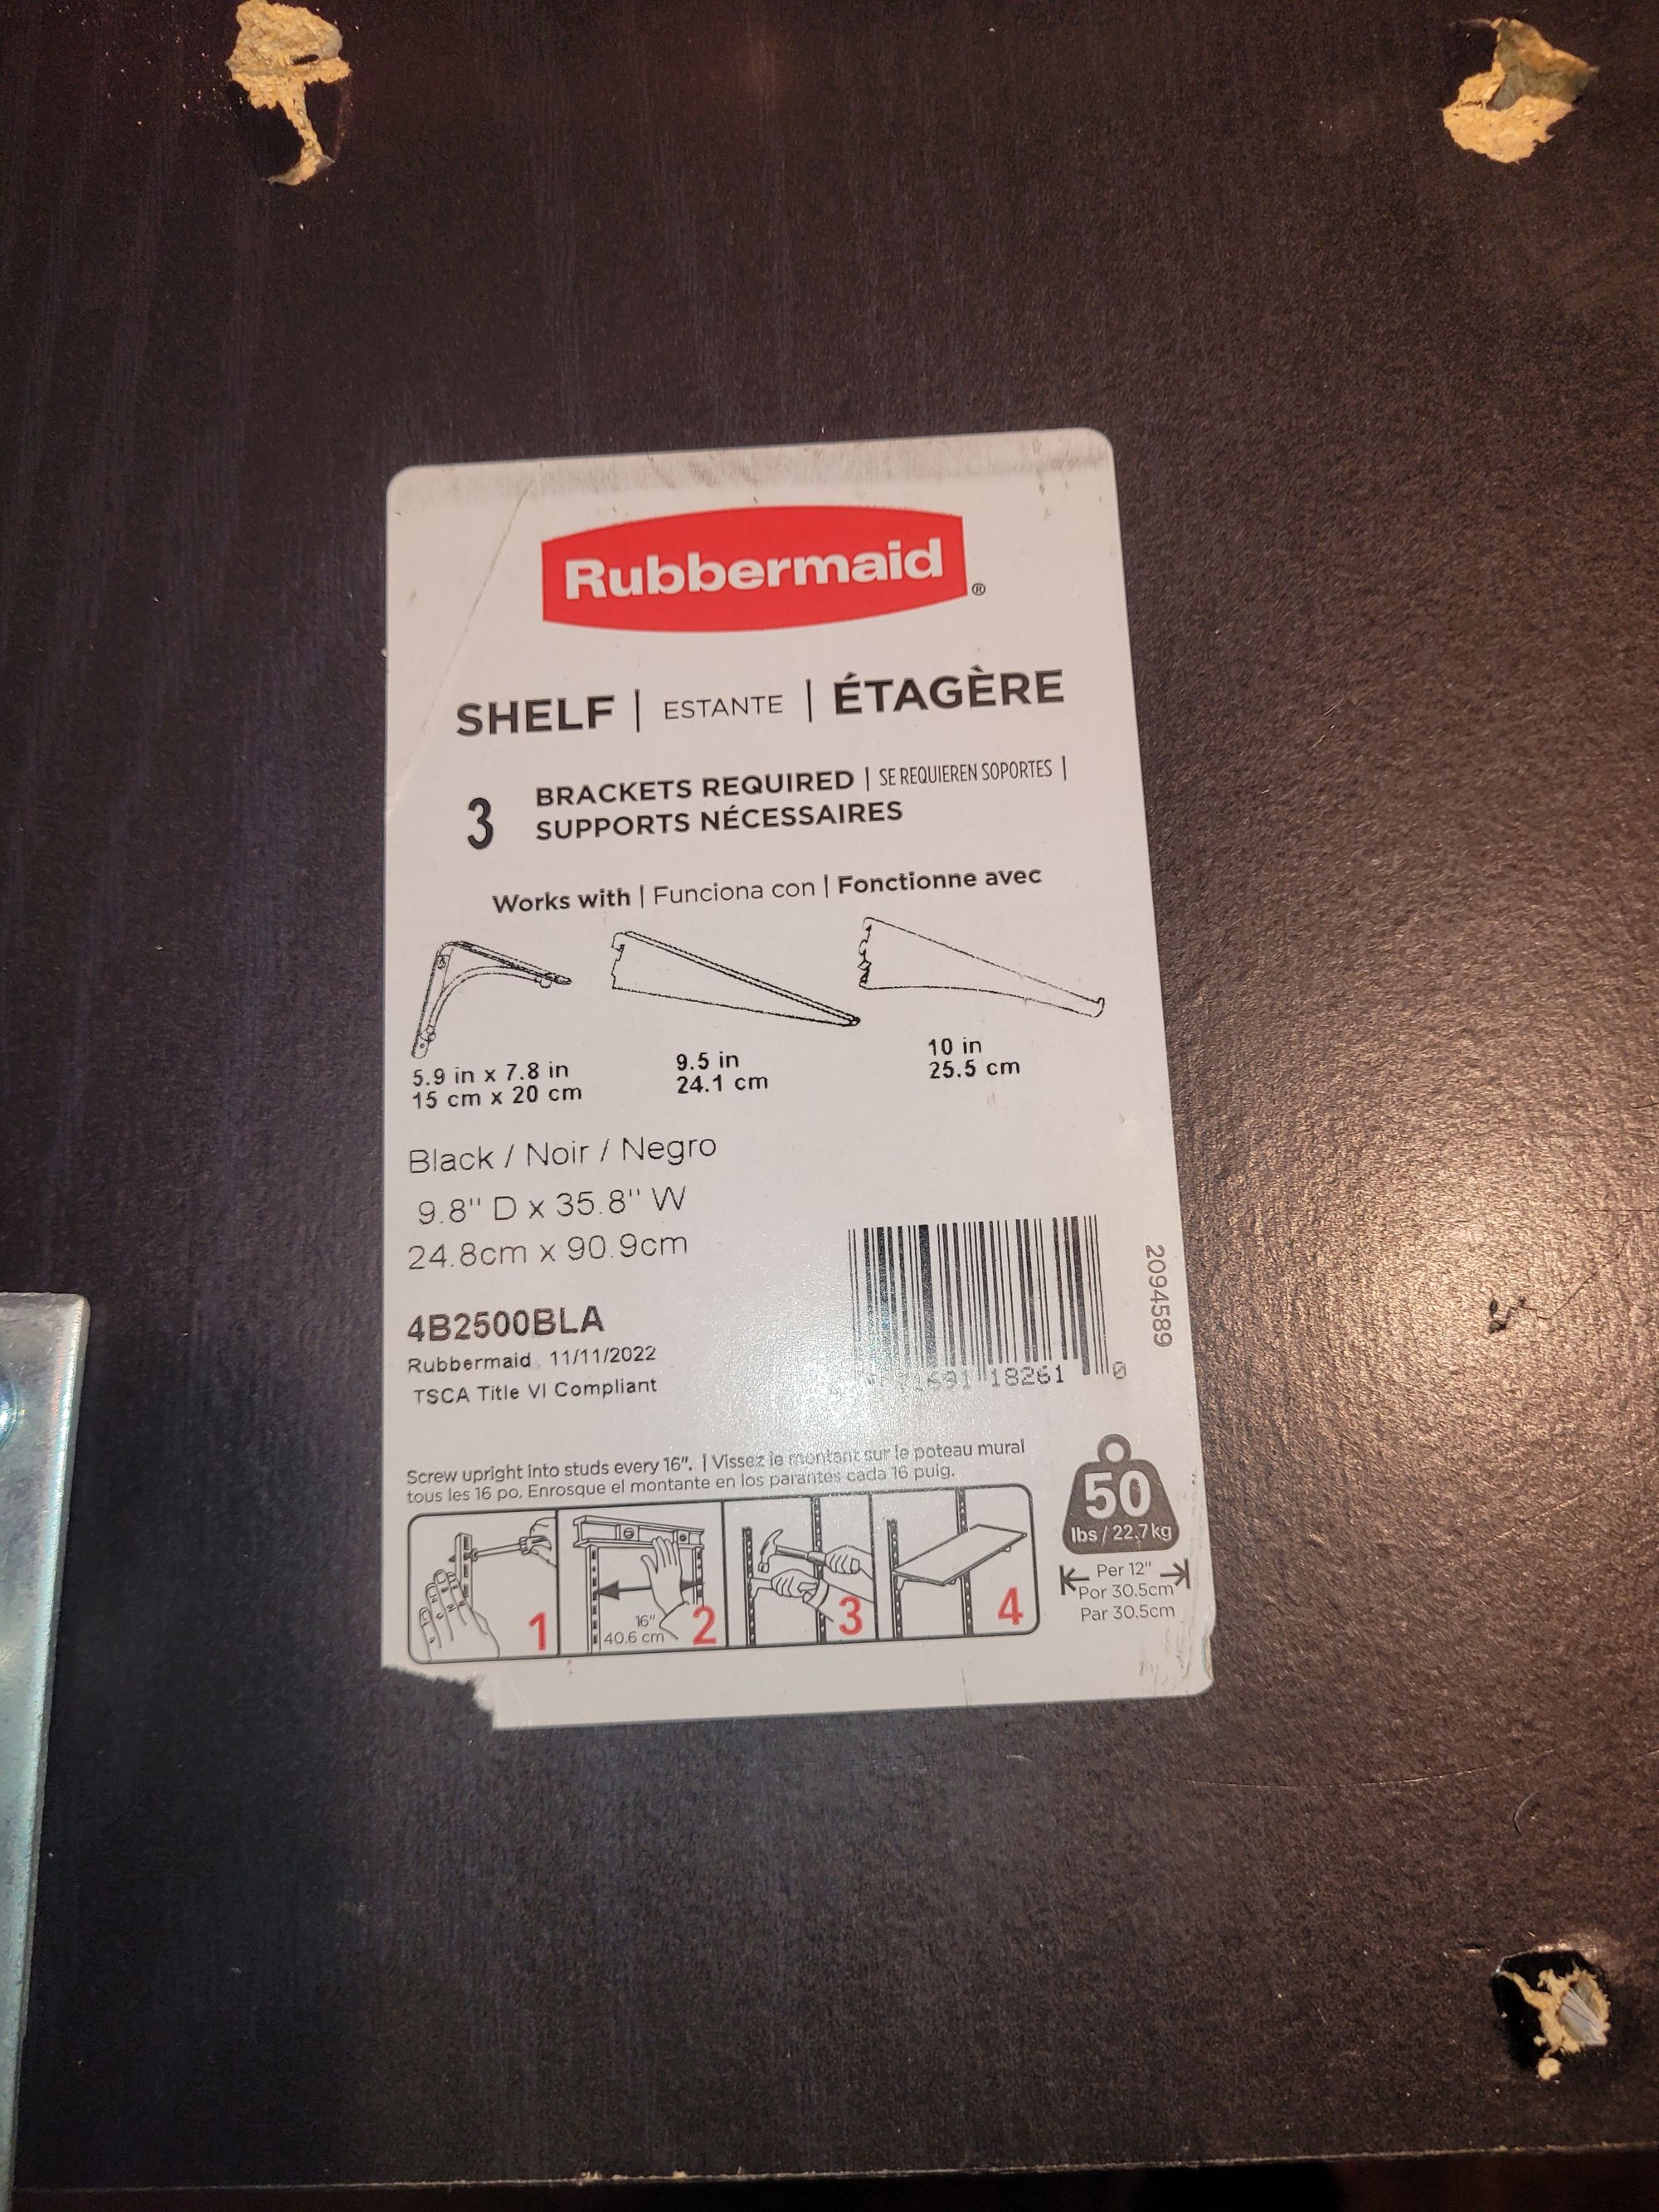 Rubbermaid®
SHELF | ESTANTE | ÉTAGÈRE
3 BRACKETS REQUIRED | SE REQUIEREN SOPORTES |
SUPPORTS NÉCESSAIRES
Works with | Funciona con | Fonctionne avec
5.9 in x 7.8 in
15 cm x 20 cm
9.5 in
24.1 cm
10 in
25.5 cm
Black / Noir / Negro
9.8" D x 35.8" W
24.8cm x 90.9cm
4B2500BLA
Rubbermaid 11/11/2022
TSCA Title VI Compliant
18261 0
2094589
Screw upright into studs every 16". | Vissez le montant sur le poteau mural
tous les 16 po. Enrosque el montante en los parantes cada 16 puig.
1
16"
40.6 cm
2
3
4
50
lbs / 22.7kg
Per 12"
Por 30.5cm
Par 30.5cm